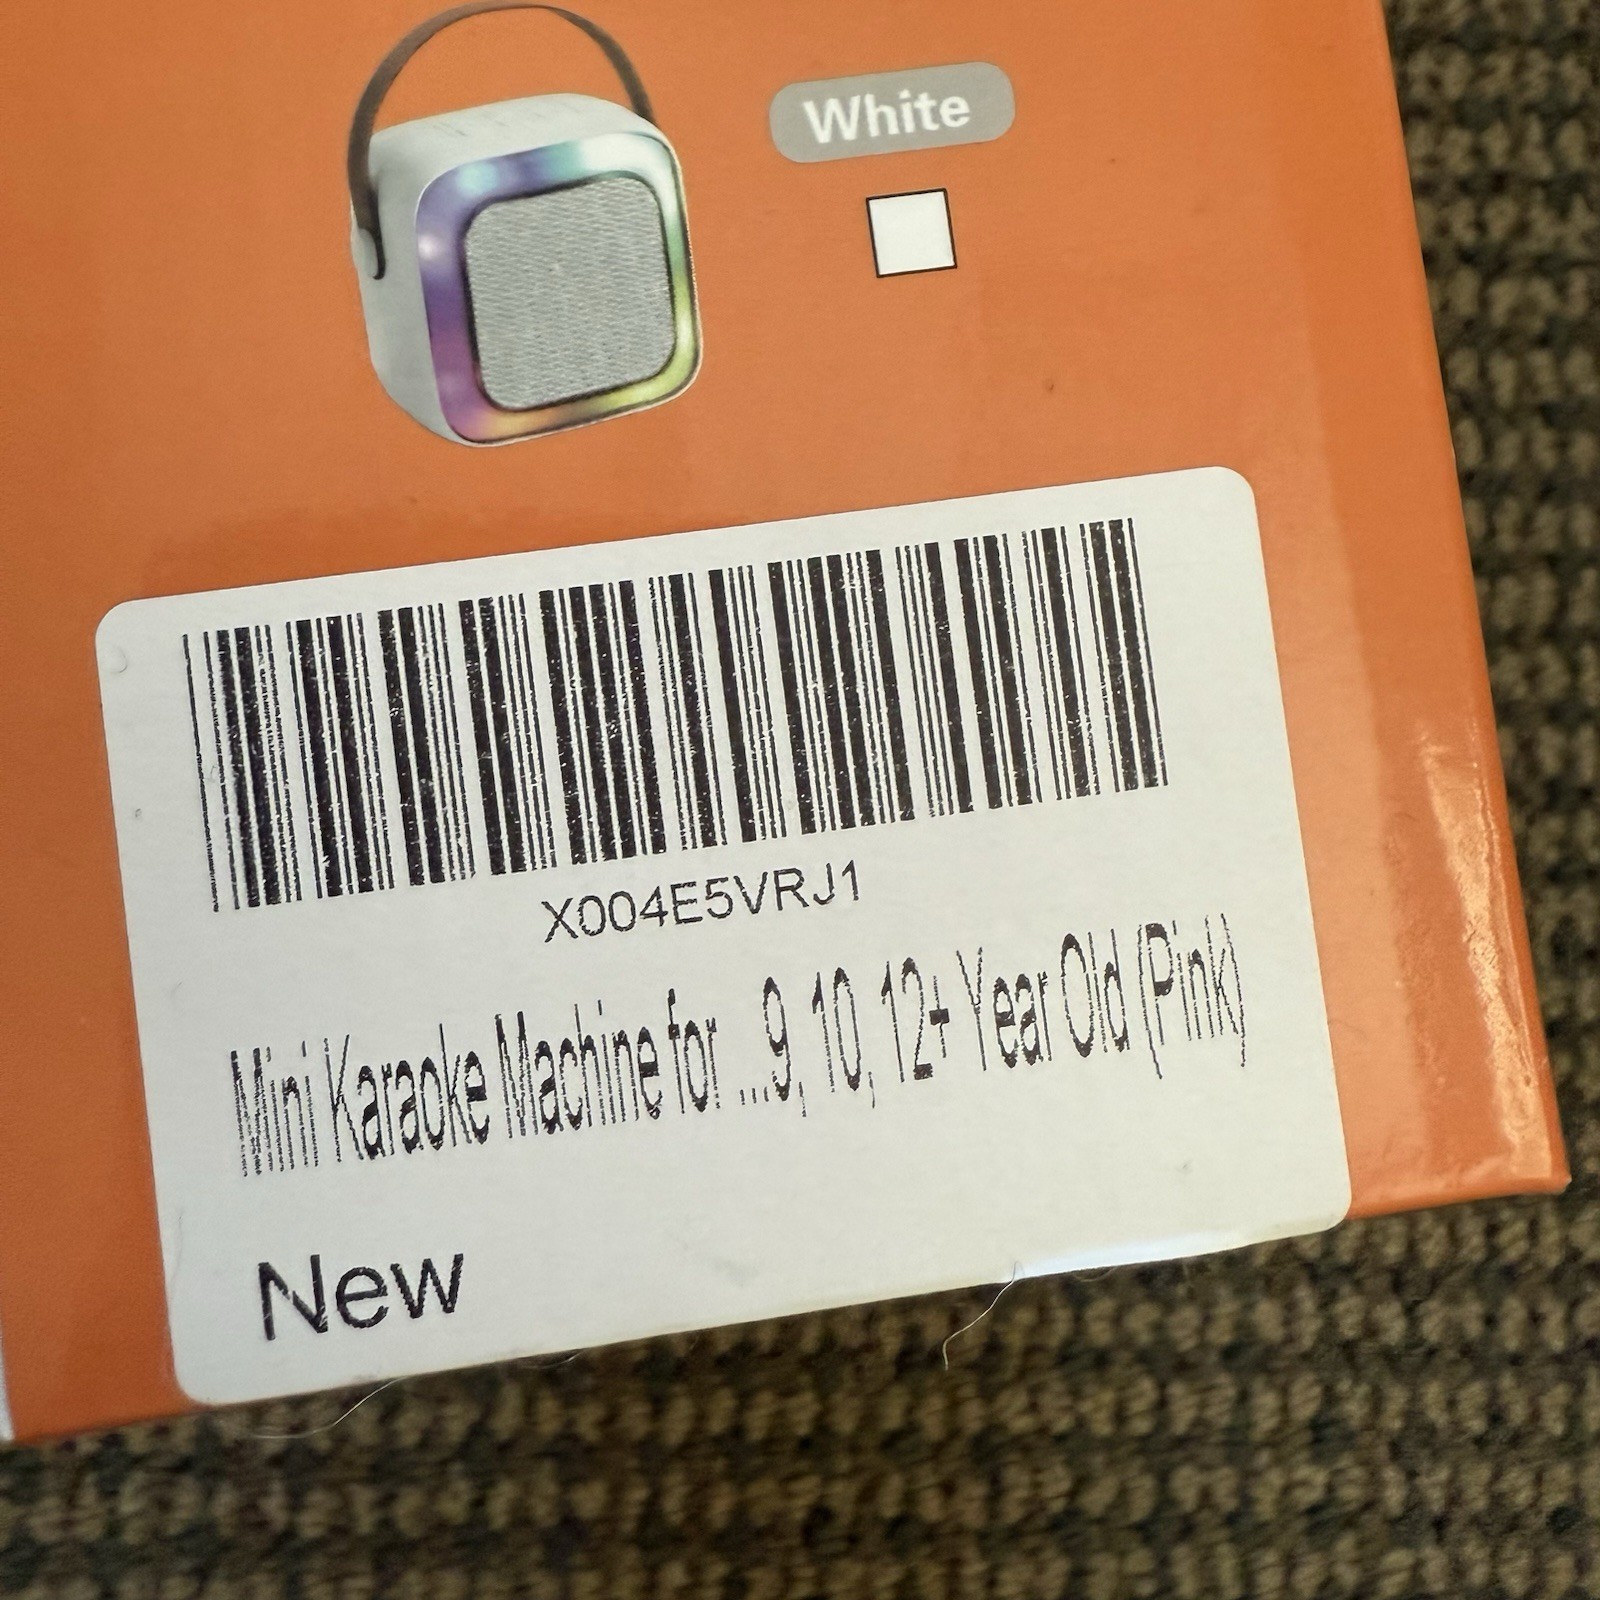 White
X004E5VRJ1
Mini Karaoke Machine for ...9, 10, 12+ Year Old (Pink)
New